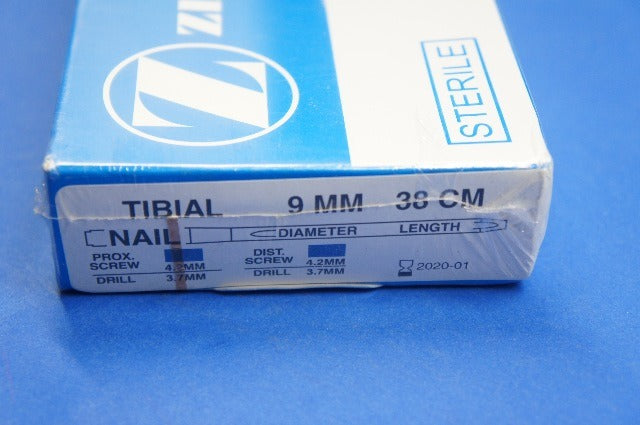 Z
STERILE
TIBIAL 9 MM 38 CM
NAIL DIAMETER LENGTH
PROX. SCREW 4.2MM DIST. SCREW 4.2MM
DRILL 3.7MM DRILL 3.7MM
2020-01